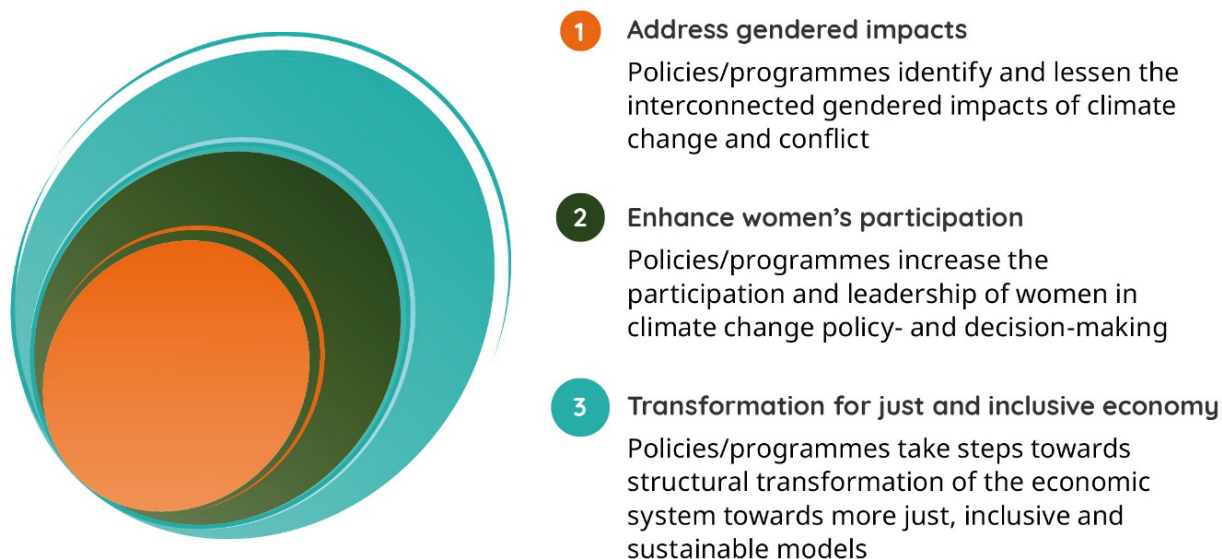 1 Address gendered impacts
Policies/programmes identify and lessen the
interconnected gendered impacts of climate
change and conflict
2 Enhance women’s participation
Policies/programmes increase the
participation and leadership of women in
climate change policy- and decision-making
3 Transformation for just and inclusive economy
Policies/programmes take steps towards
structural transformation of the economic
system towards more just, inclusive and
sustainable models